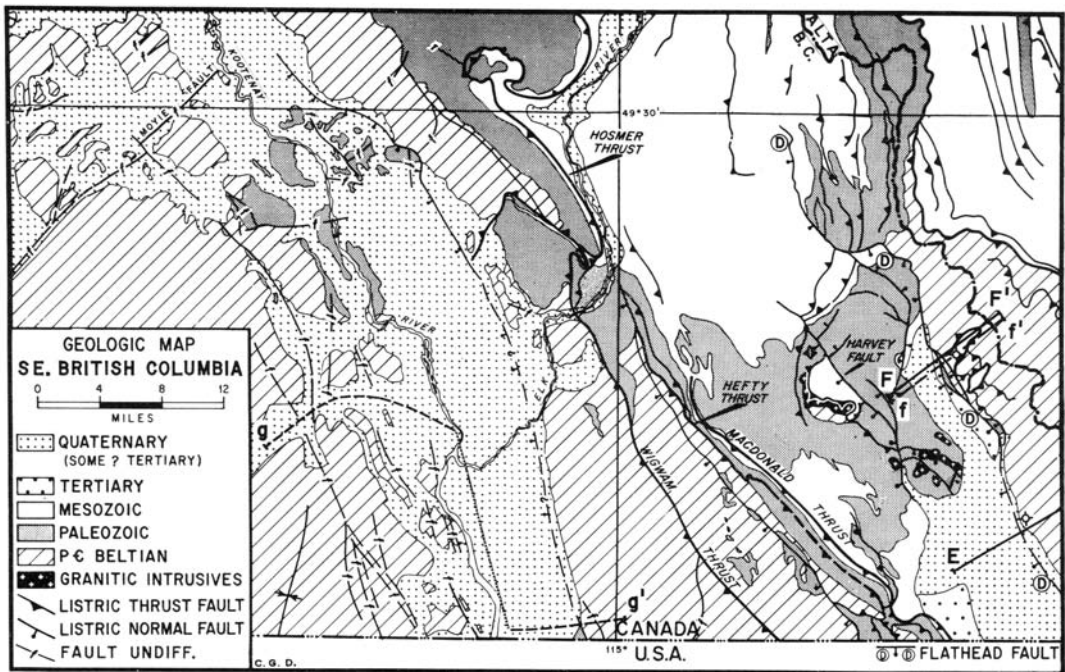 ALTA
B.C.
RIVER
KOOTENAY
MOYIE FAULT
49° 30'
HOSMER
THRUST
D
D
F'
f'
HARVEY
FAULT
F
f
D
RIVER
ELK
HEFTY
THRUST
MACDONALD
THRUST
WIGWAM
THRUST
g
g'
E
D
GEOLOGIC MAP
SE. BRITISH COLUMBIA
0 4 8 12
MILES
QUATERNARY
(SOME ? TERTIARY)
TERTIARY
MESOZOIC
PALEOZOIC
P-Є BELTIAN
GRANITIC INTRUSIVES
LISTRIC THRUST FAULT
LISTRIC NORMAL FAULT
FAULT UNDIFF.
C. G. D.
115°
CANADA
U.S.A.
D D FLATHEAD FAULT